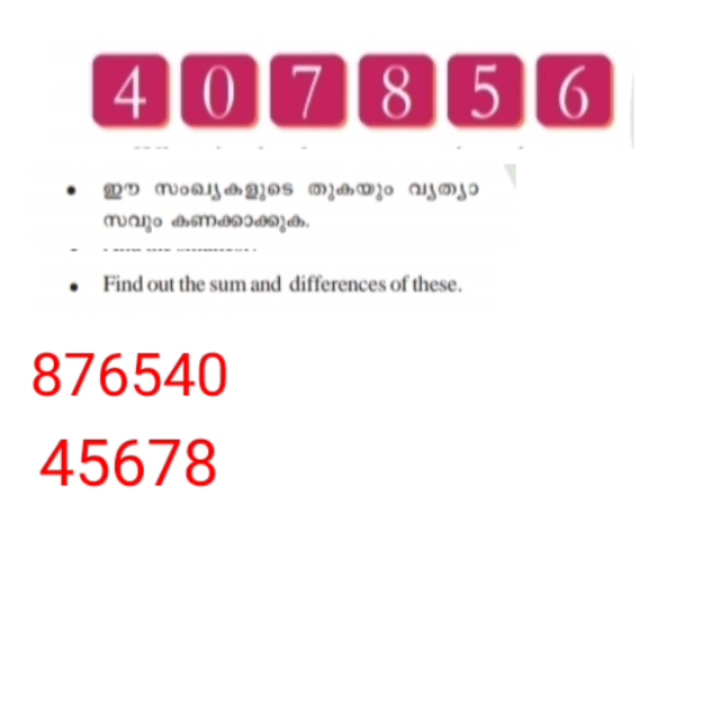 4 0 7 8 5 6
• ഈ സംഖ്യകളുടെ തുകയും വ്യത്യാ
സവും കണക്കാക്കുക.
• Find out the sum and differences of these.
876540
45678